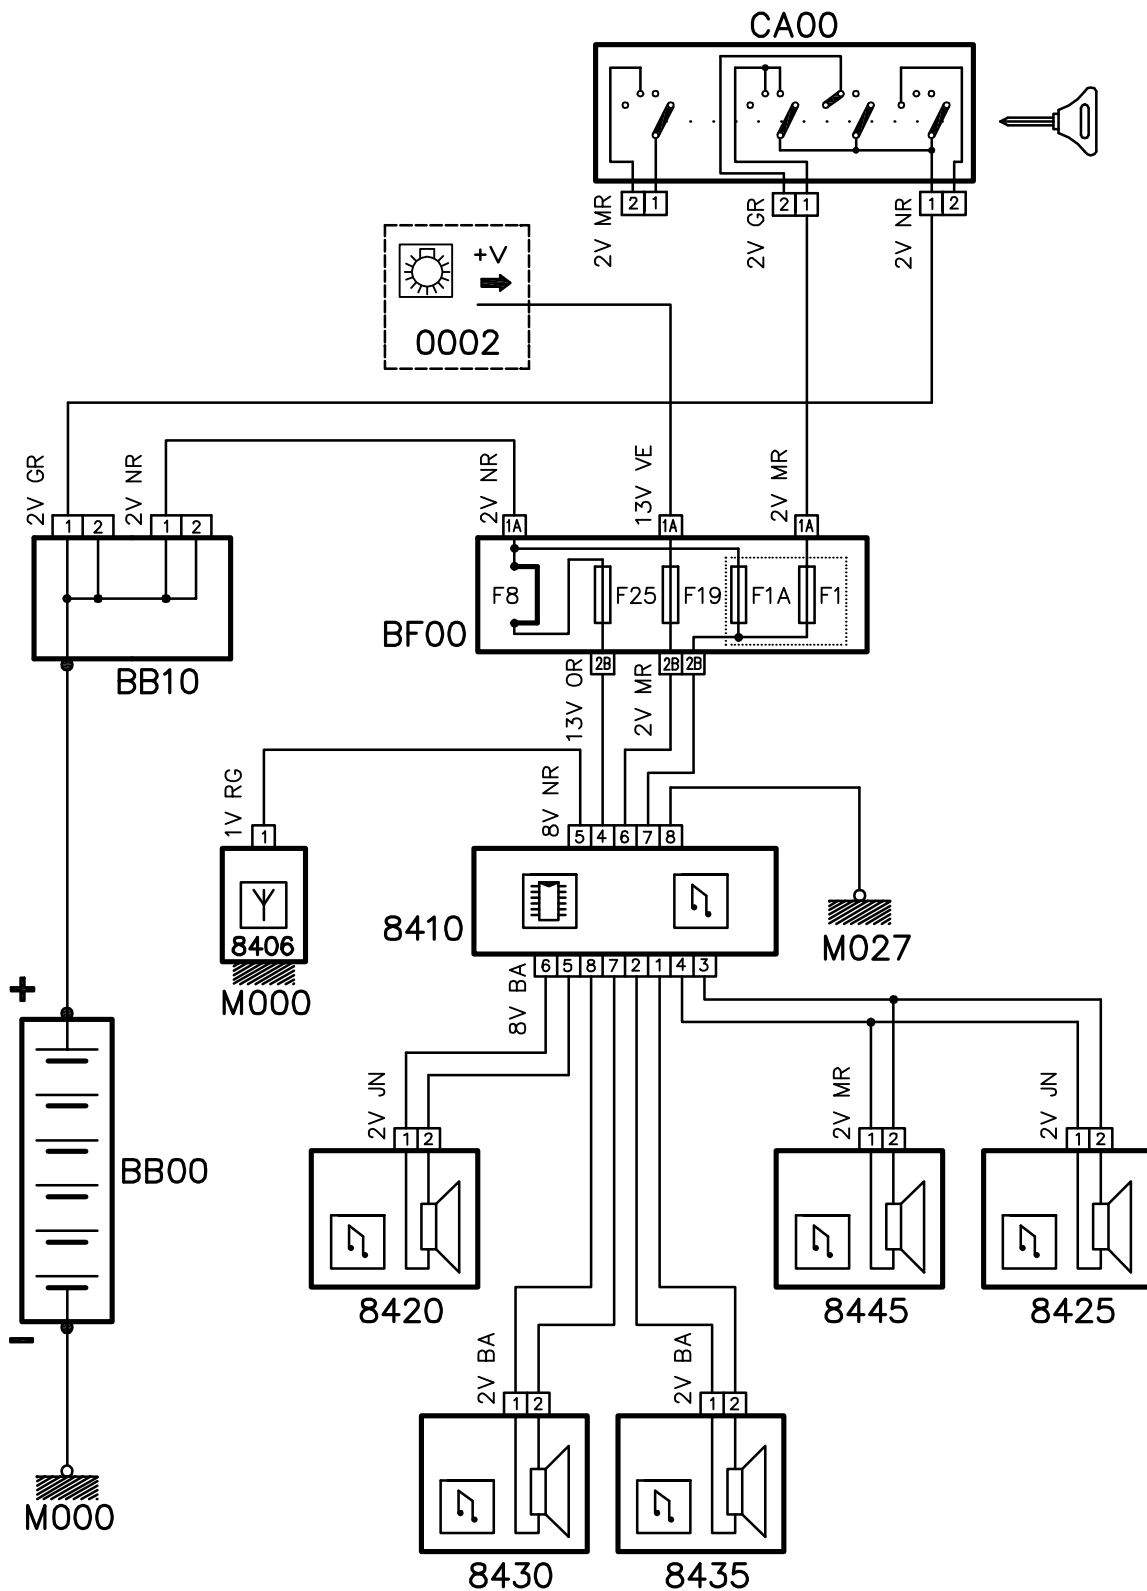 CA00
2 1
2 1
1 2
2V MR
2V GR
2V NR
+V
0002
2V GR
2V NR
2V NR
13V VE
2V MR
1 2
1 2
1A
1A
1A
F8
F25
F19
F1A
F1
BF00
BB10
2B
2B
2B
13V OR
2V MR
1V RG
8V NR
1
5 4 6 7 8
8406
M000
8410
M027
6 5 8 7 2 1 4 3
8V BA
+
BB00
-
M000
2V JN
1 2
8420
2V MR
1 2
8445
2V JN
1 2
8425
2V BA
1 2
8430
2V BA
1 2
8435